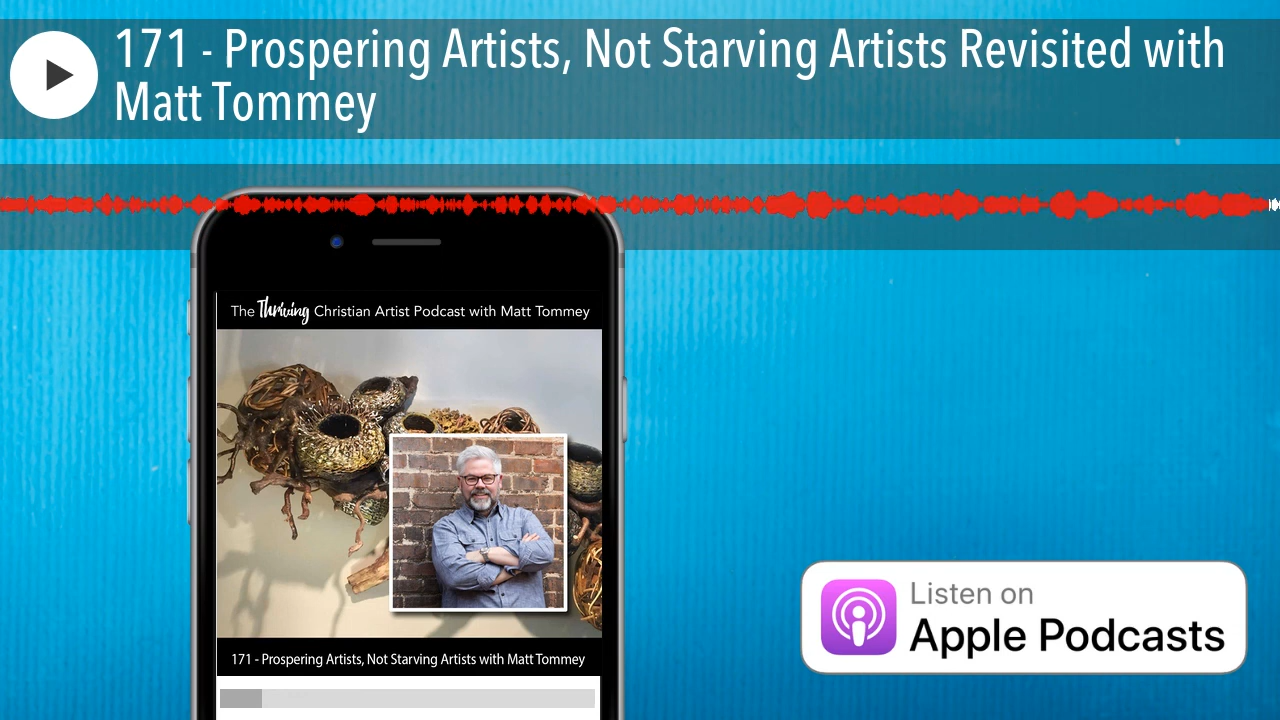 171 - Prospering Artists, Not Starving Artists Revisited with
Matt Tommey
The Thriving Christian Artist Podcast with Matt Tommey
171 - Prospering Artists, Not Starving Artists with Matt Tommey
Listen on
Apple Podcasts